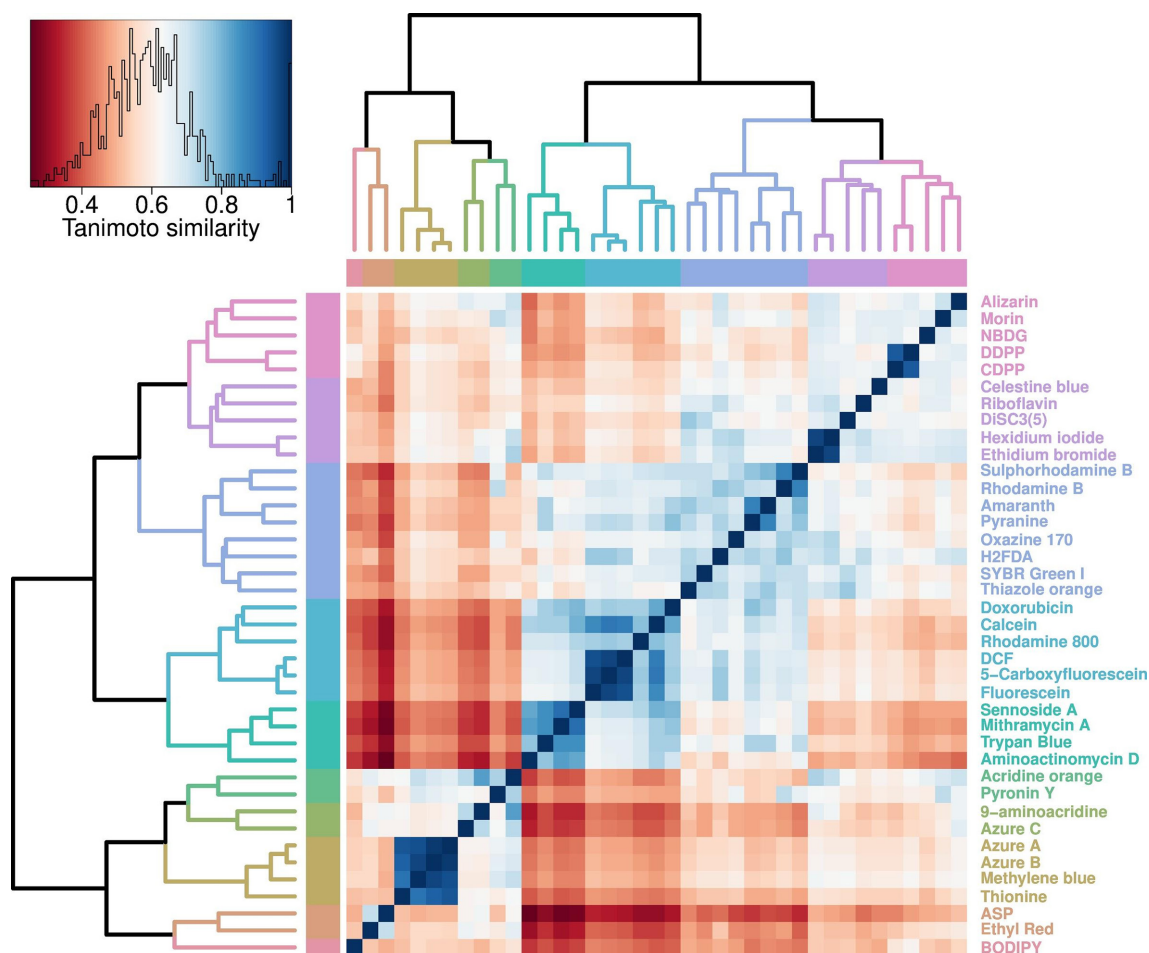 0.4 0.6 0.8 1
Tanimoto similarity
Alizarin
Morin
NBDG
DDPP
CDPP
Celestine blue
Riboflavin
DiSC3(5)
Hexidium iodide
Ethidium bromide
Sulphorhodamine B
Rhodamine B
Amaranth
Pyranine
Oxazine 170
H2FDA
SYBR Green I
Thiazole orange
Doxorubicin
Calcein
Rhodamine 800
DCF
5−Carboxyfluorescein
Fluorescein
Sennoside A
Mithramycin A
Trypan Blue
Aminoactinomycin D
Acridine orange
Pyronin Y
9−aminoacridine
Azure C
Azure A
Azure B
Methylene blue
Thionine
ASP
Ethyl Red
BODIPY